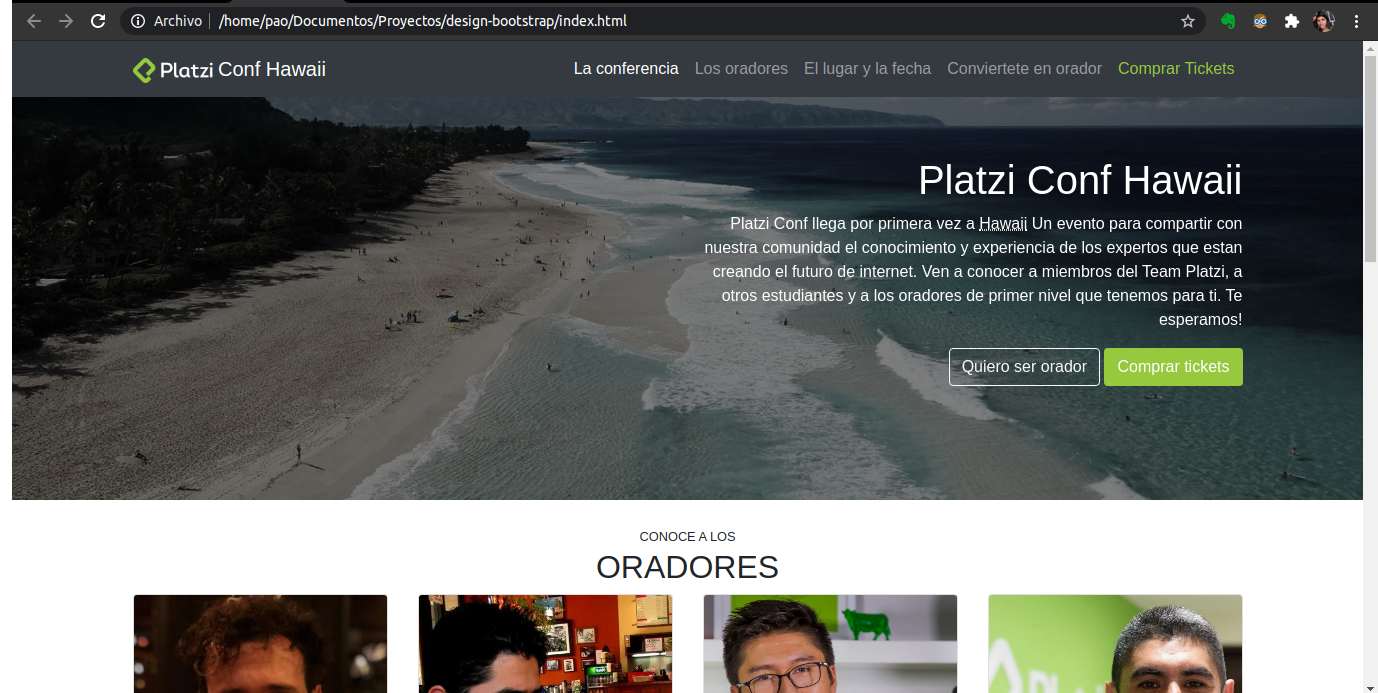 Archivo | /home/pao/Documentos/Proyectos/design-bootstrap/index.html
Platzi Conf Hawaii
La conferencia Los oradores El lugar y la fecha Conviertete en orador Comprar Tickets
Platzi Conf Hawaii
Platzi Conf llega por primera vez a Hawaii Un evento para compartir con
nuestra comunidad el conocimiento y experiencia de los expertos que estan
creando el futuro de internet. Ven a conocer a miembros del Team Platzi, a
otros estudiantes y a los oradores de primer nivel que tenemos para ti. Te
esperamos!
Quiero ser orador Comprar tickets
CONOCE A LOS
ORADORES